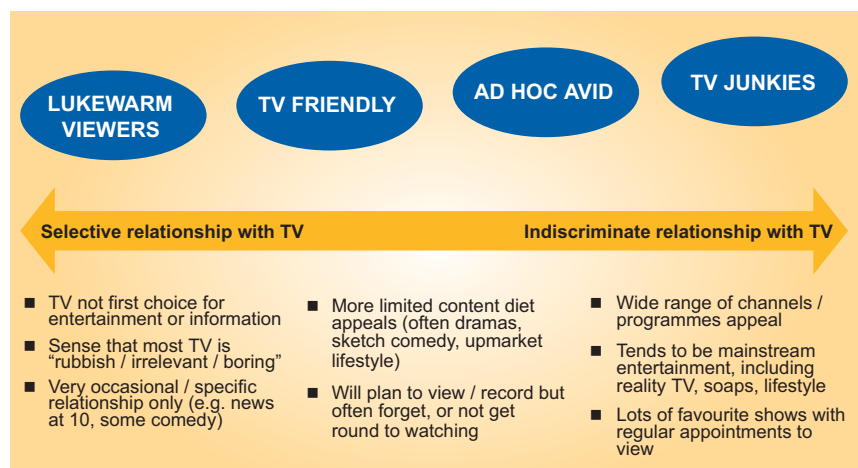 LUKEWARM
VIEWERS
TV FRIENDLY
AD HOC AVID
TV JUNKIES
Selective relationship with TV
Indiscriminate relationship with TV
■ TV not first choice for
entertainment or information
■ Sense that most TV is
“rubbish / irrelevant / boring”
■ Very occasional / specific
relationship only (e.g. news
at 10, some comedy)
■ More limited content diet
appeals (often dramas,
sketch comedy, upmarket
lifestyle)
■ Will plan to view / record but
often forget, or not get
round to watching
■ Wide range of channels /
programmes appeal
■ Tends to be mainstream
entertainment, including
reality TV, soaps, lifestyle
■ Lots of favourite shows with
regular appointments to
view